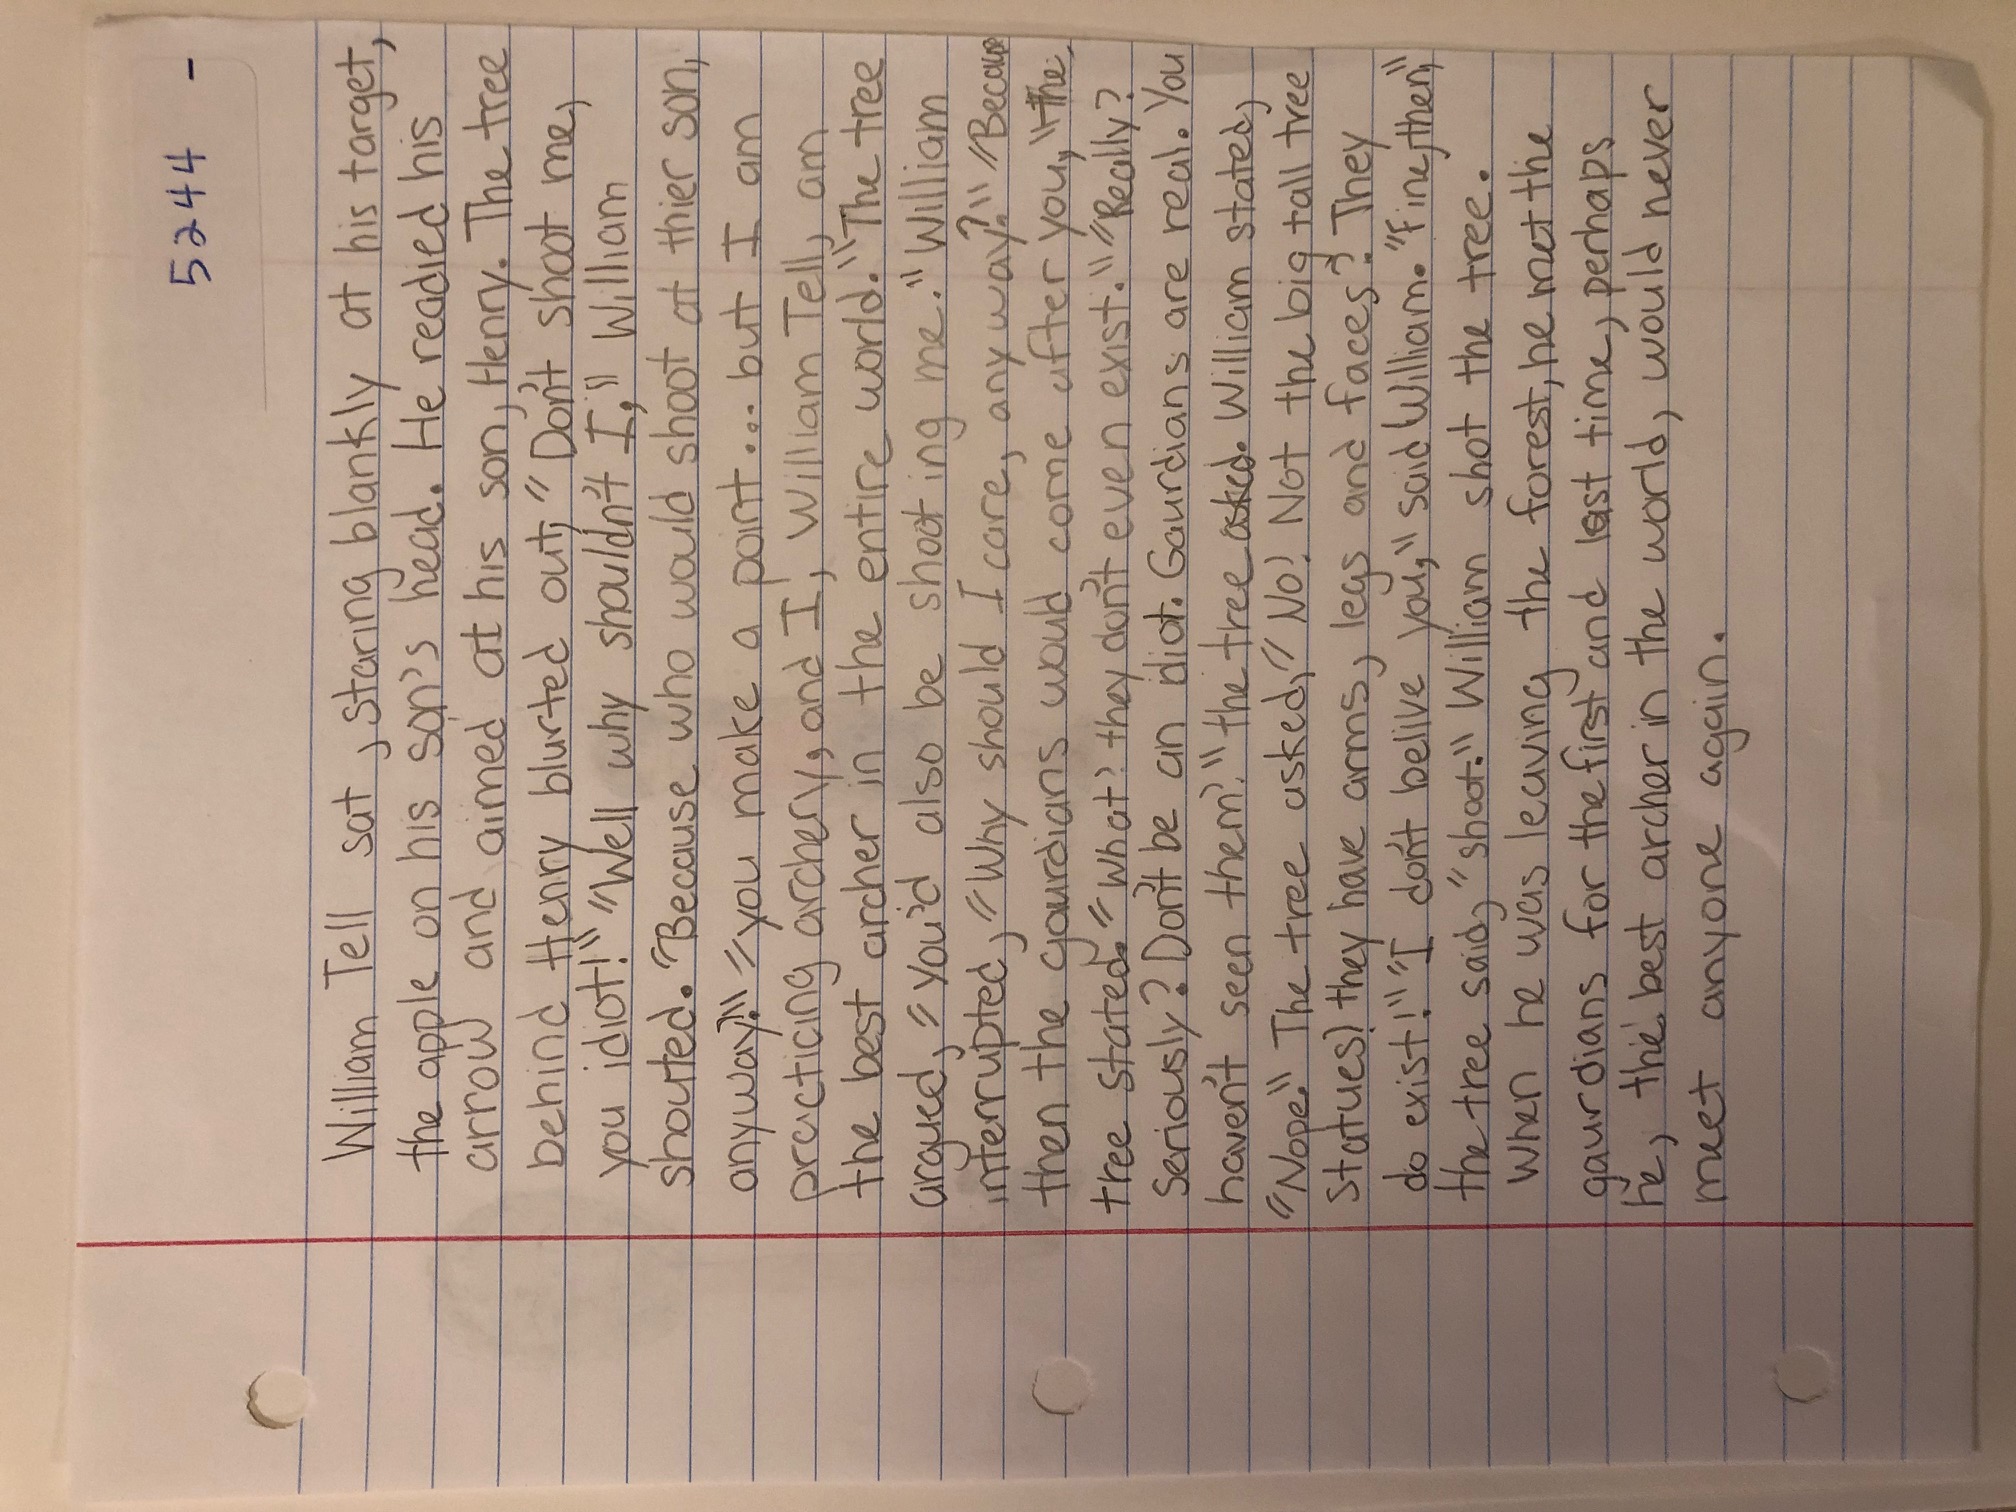 5244 -
William Tell sat, staring blankly at his target,
the apple on his son's head. He readied his
arrow and aimed at his son, Henry. The tree
behind Henry blurted out, "Don't shoot me,
you idiot!" "Well why shouldn't I," William
shouted. "Because who would shoot at thier son,
anyway?" "you make a point... but I am
practicing archery, and I, William Tell, am
the best archer in the entire world." The tree
argued, "you'd also be shooting me." William
interrupted, "Why should I care, any way?" "Because
then the gaurdians would come after you," the
tree stated. "What? they don't even exist." "Really?
Seriously? Don't be an idiot. Gaurdians are real. You
haven't seen them?" the tree asked. William stated,
"Nope." The tree asked, "No? Not the big tall tree
statues? they have arms, legs and faces? They
do exist!" "I don't belive you," said William. "Fine, then,"
the tree said, "shoot." William shot the tree.
When he was leaving the forest, he met the
gaurdians for the first and last time, perhaps
he, the best archer in the world, would never
meet anyone again.